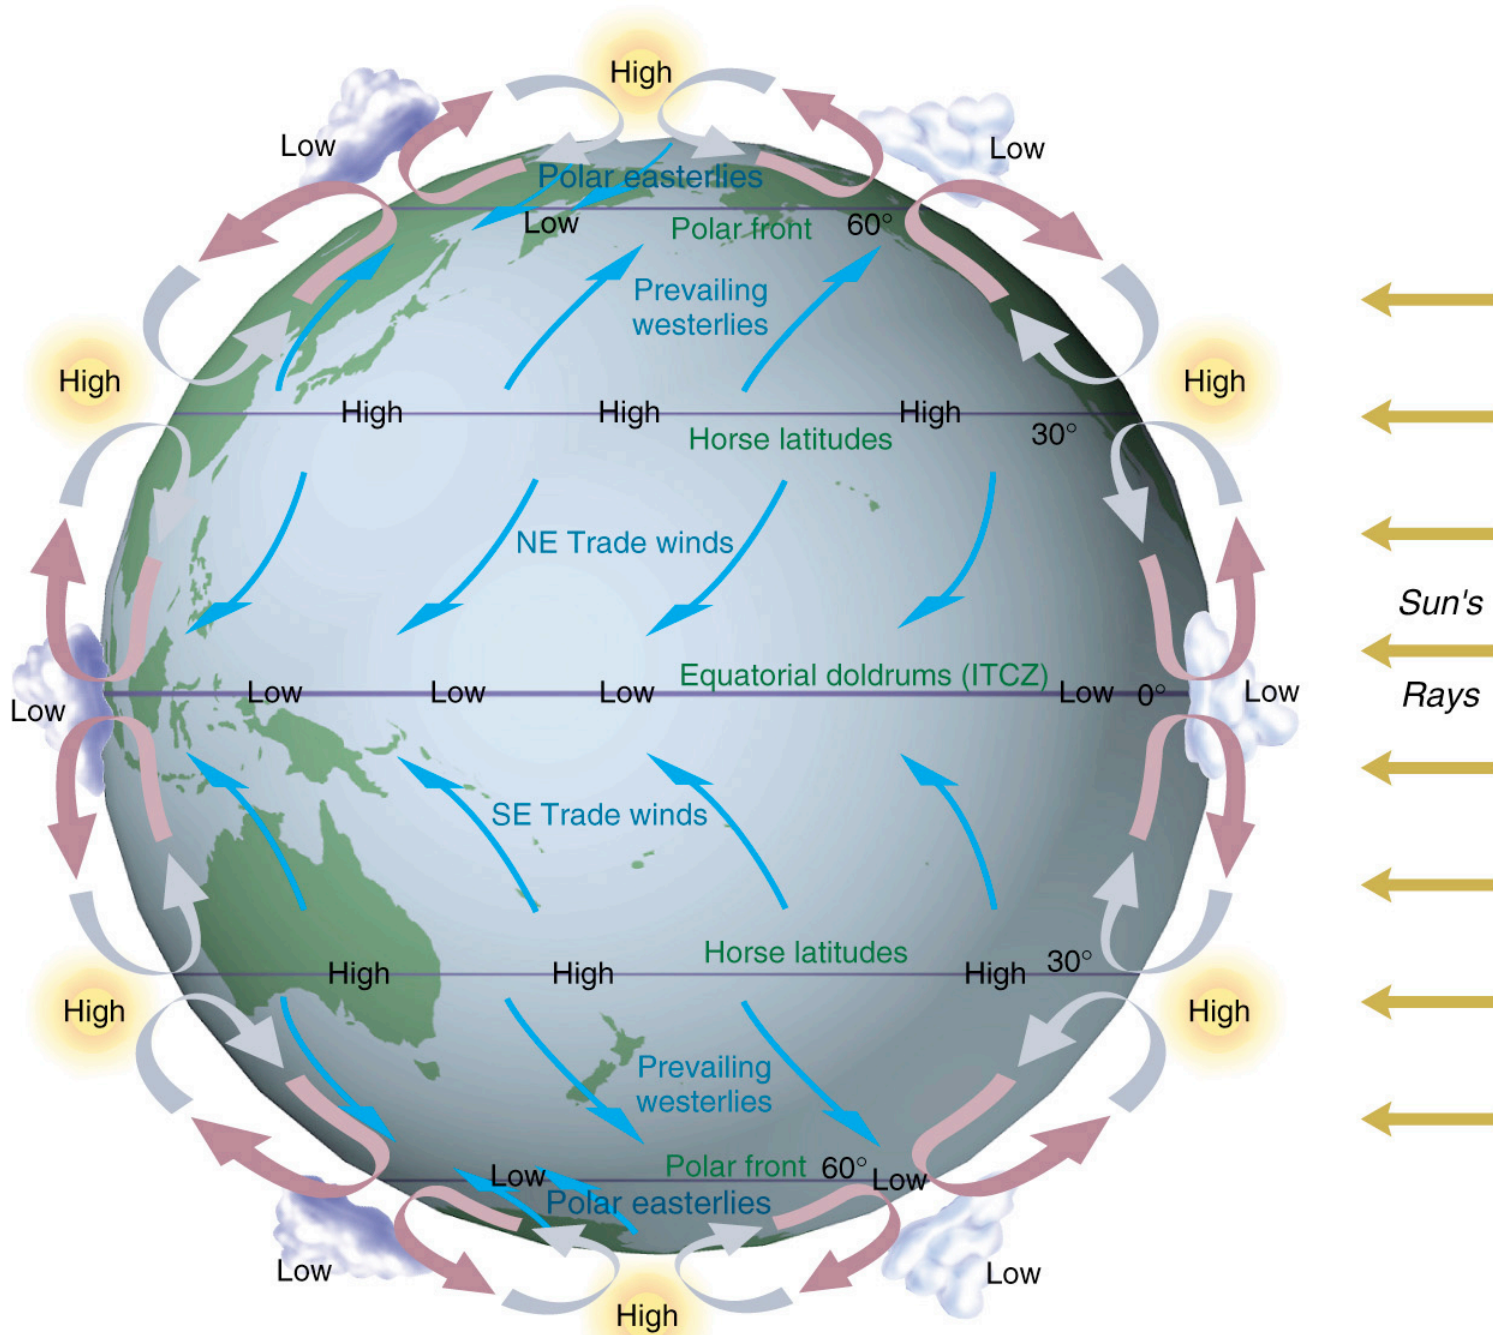 High
Low
Low
Polar easterlies
Low
Polar front
60°
Prevailing
westerlies
High
High
High
High
High
30°
Horse latitudes
NE Trade winds
Sun's
Rays
Equatorial doldrums (ITCZ)
Low
Low
Low
Low
Low
0°
Low
SE Trade winds
Horse latitudes
30°
High
High
High
High
High
Prevailing
westerlies
Polar front
60°
Low
Low
Polar easterlies
Low
Low
High